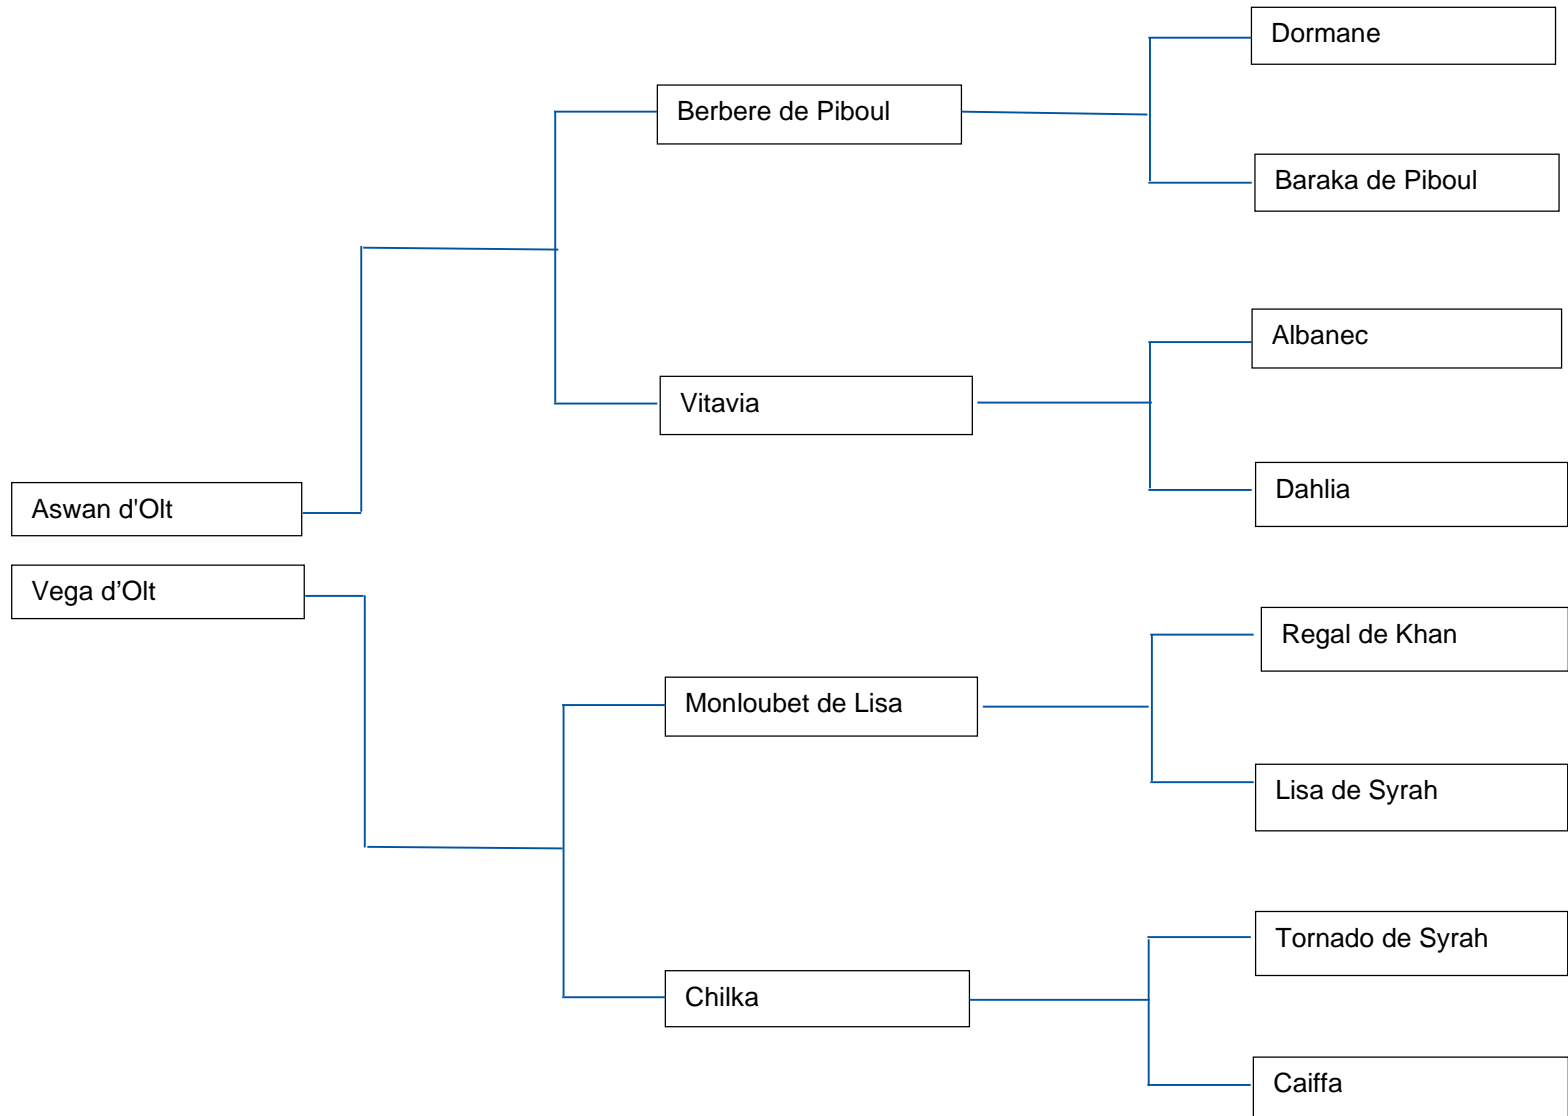 Dormane
Berbere de Piboul
Baraka de Piboul
Albanec
Vitavia
Dahlia
Aswan d'Olt
Vega d’Olt
Regal de Khan
Monloubet de Lisa
Lisa de Syrah
Tornado de Syrah
Chilka
Caiffa